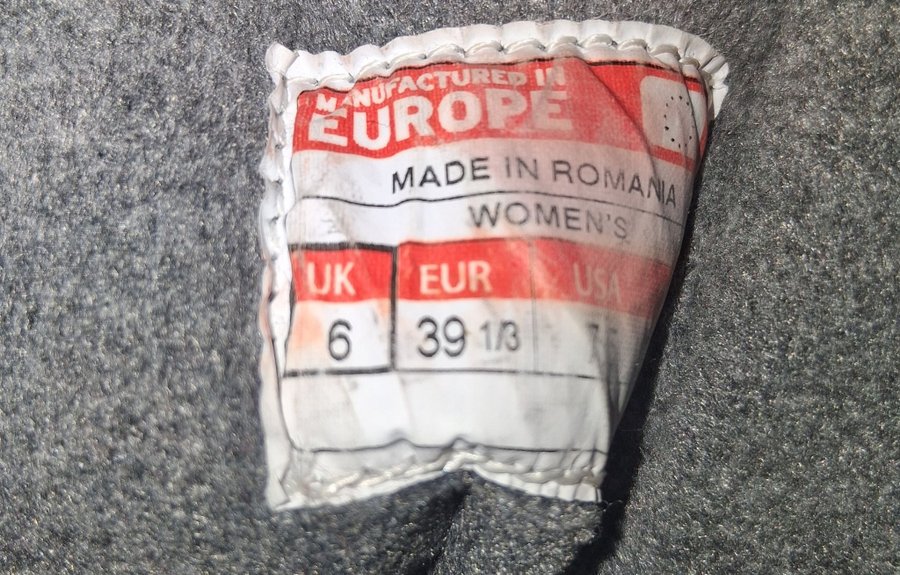 MANUFACTURED IN
EUROPE
MADE IN ROMANIA
WOMEN'S
UK EUR USA
6 39 1/3